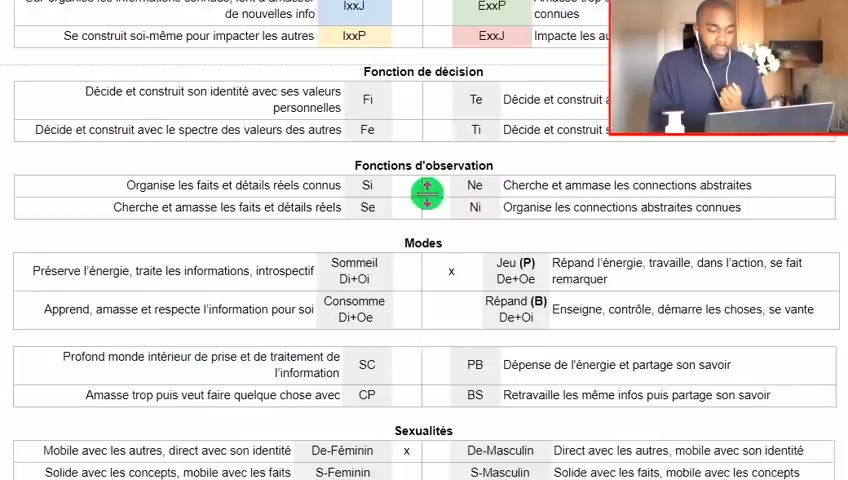 IxxJ ExxP
de nouvelles info connues
Se construit soi-même pour impacter les autres IxxP ExxJ Impacte les au
Fonction de décision
Décide et construit son identité avec ses valeurs
personnelles Fi Te Décide et construit
Décide et construit avec le spectre des valeurs des autres Fe Ti Décide et construit
Fonctions d'observation
Organise les faits et détails réels connus Si Ne Cherche et ammase les connections abstraites
Cherche et amasse les faits et détails réels Se Ni Organise les connections abstraites connues
Modes
Préserve l'énergie, traite les informations, introspectif Sommeil Di+Oi x Jeu (P) De+Oe Répand l'énergie, travaille, dans l'action, se fait
remarquer
Apprend, amasse et respecte l'information pour soi Consomme Di+Oe Répand (B) De+Oi Enseigne, contrôle, démarre les choses, se vante
Profond monde intérieur de prise et de traitement de
l'information SC PB Dépense de l'énergie et partage son savoir
Amasse trop puis veut faire quelque chose avec CP BS Retravaille les même infos puis partage son savoir
Sexualités
Mobile avec les autres, direct avec son identité De-Féminin x De-Masculin Direct avec les autres, mobile avec son identité
Solide avec les concepts, mobile avec les faits S-Feminin S-Masculin Solide avec les faits, mobile avec les concepts